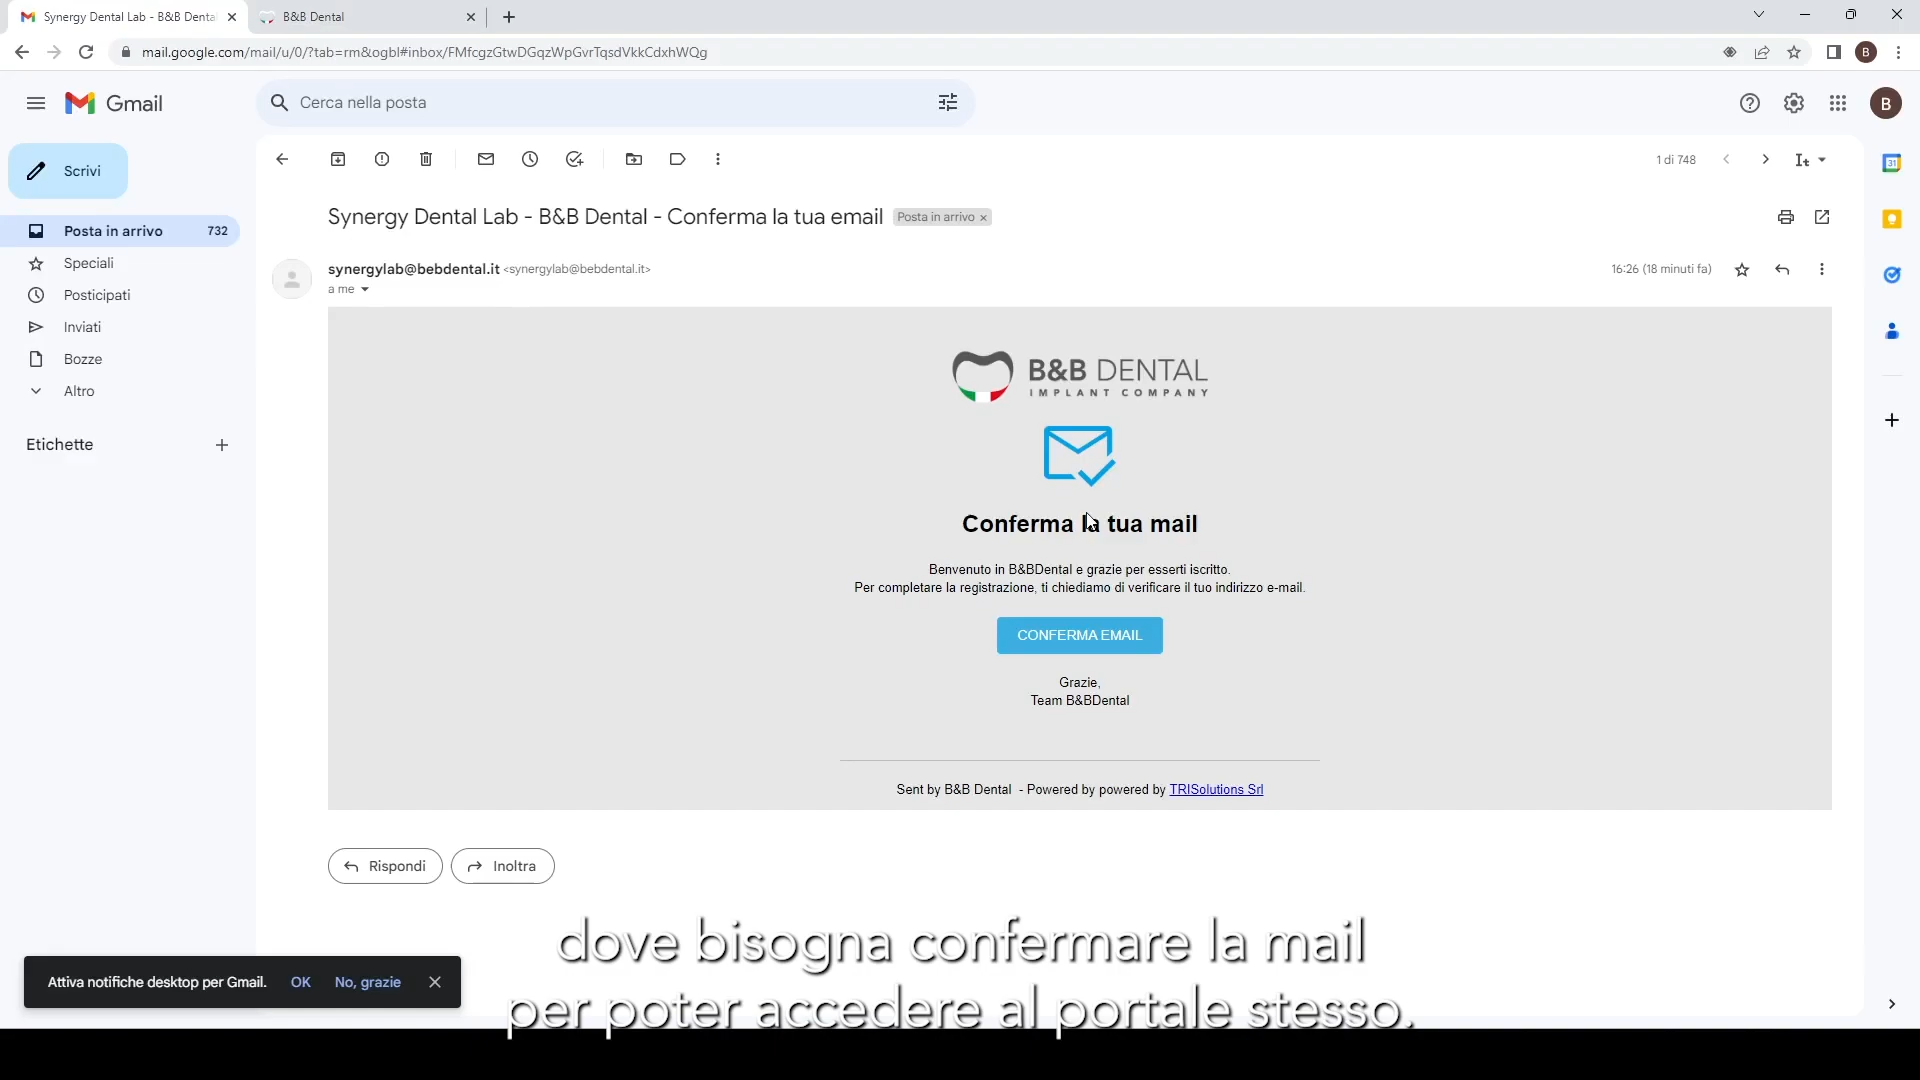 Synergy Dental Lab - B&B Denta
B&B Dental
mail.google.com/mail/u/0/?tab=rm&ogbl#inbox/FMfcgzGtwDGqzWpGvrTqsdVkkCdxhWQg
B
Gmail
Cerca nella posta
B
Scrivi
1 di 748
31
Synergy Dental Lab - B&B Dental - Conferma la tua email
Posta in arrivo ×
Posta in arrivo 732
Speciali
synergylab@bebdental.it <synergylab@bebdental.it>
16:26 (18 minuti fa)
a me
Posticipati
Inviati
Bozze
Altro
Etichette
B&B DENTAL
IMPLANT COMPANY
Conferma la tua mail
Benvenuto in B&BDental e grazie per esserti iscritto.
Per completare la registrazione, ti chiediamo di verificare il tuo indirizzo e-mail.
CONFERMA EMAIL
Grazie,
Team B&BDental
Sent by B&B Dental - Powered by powered by TRISolutions Srl
Rispondi
Inoltra
dove bisogna confermare la mail
per poter accedere al portale stesso.
Attiva notifiche desktop per Gmail. OK No, grazie